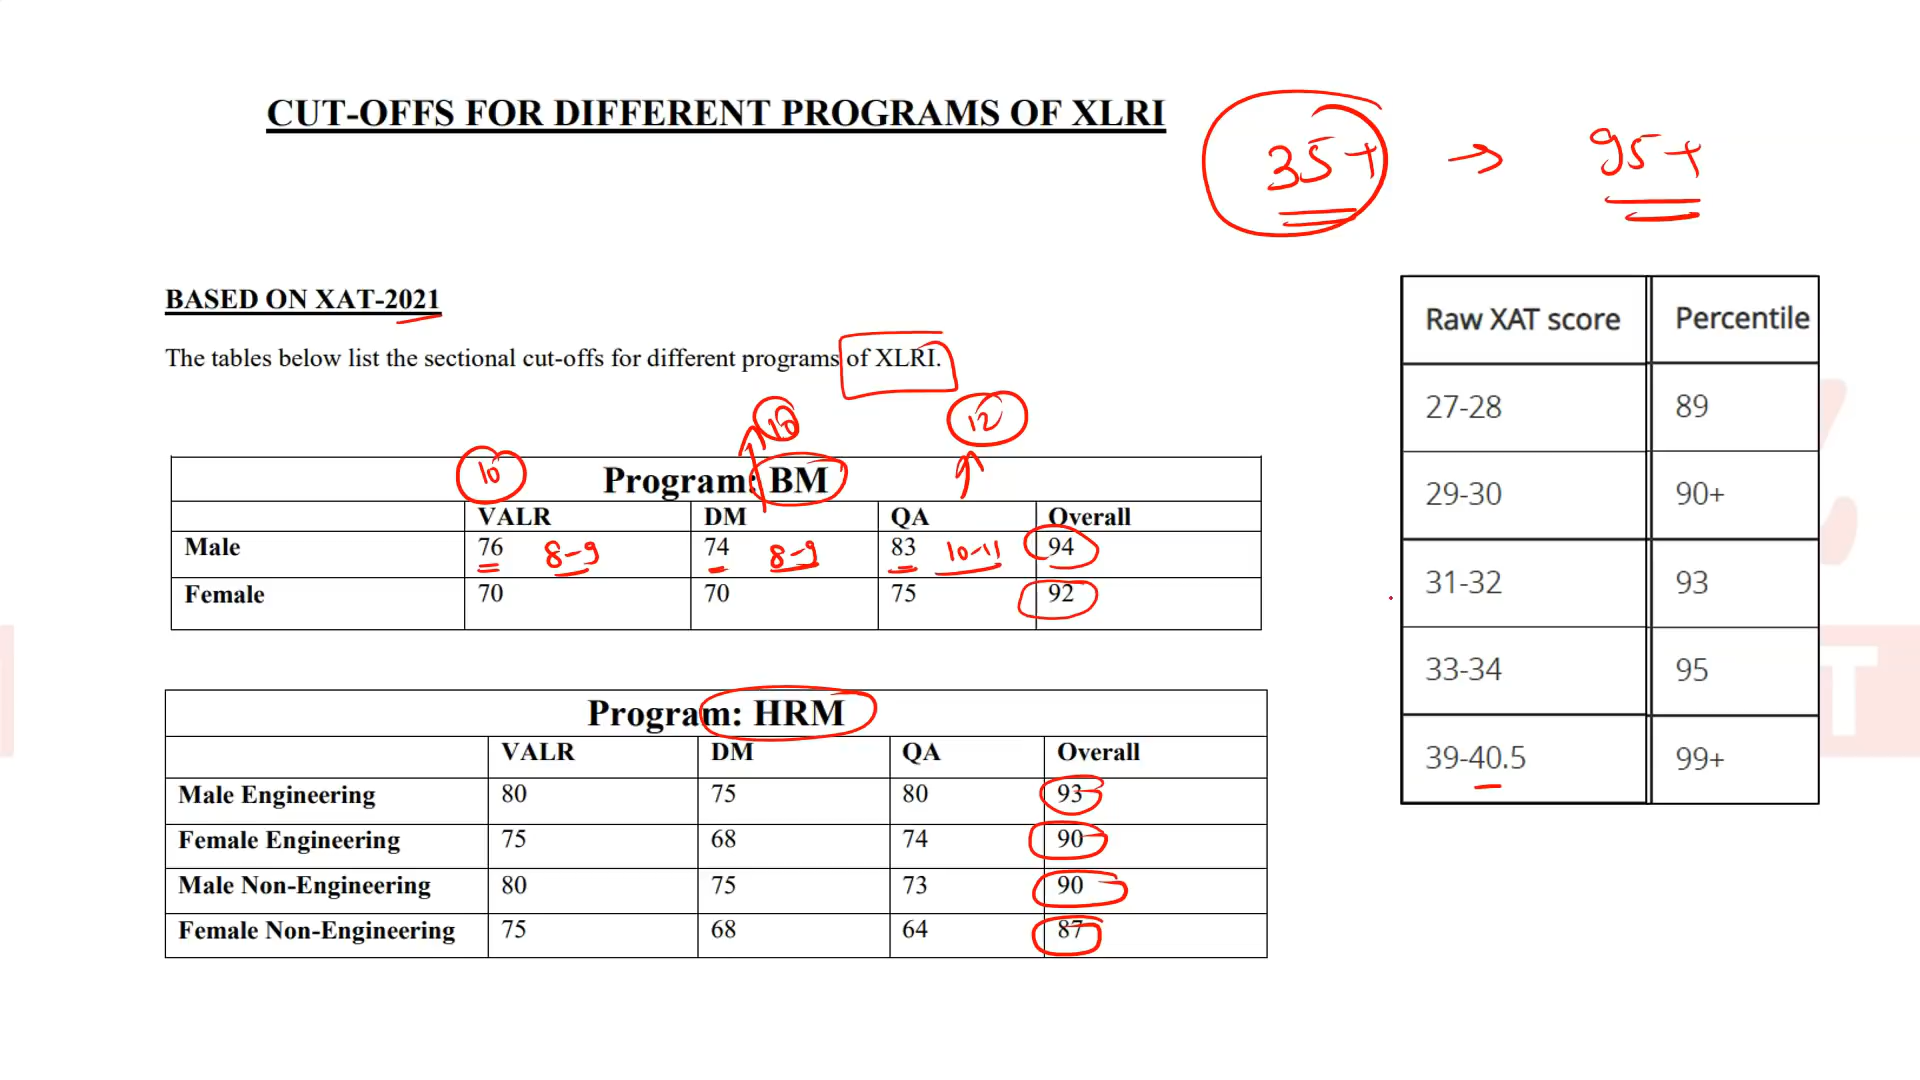 CUT-OFFS FOR DIFFERENT PROGRAMS OF XLRI
35+ → 95+
BASED ON XAT-2021
The tables below list the sectional cut-offs for different programs of XLRI.
10 10 12
Program: BM
VALR DM QA Overall
Male 76 8-9 74 8-9 83 10-11 94
Female 70 70 75 92
Program: HRM
VALR DM QA Overall
Male Engineering 80 75 80 93
Female Engineering 75 68 74 90
Male Non-Engineering 80 75 73 90
Female Non-Engineering 75 68 64 87
Raw XAT score Percentile
27-28 89
29-30 90+
31-32 93
33-34 95
39-40.5 99+